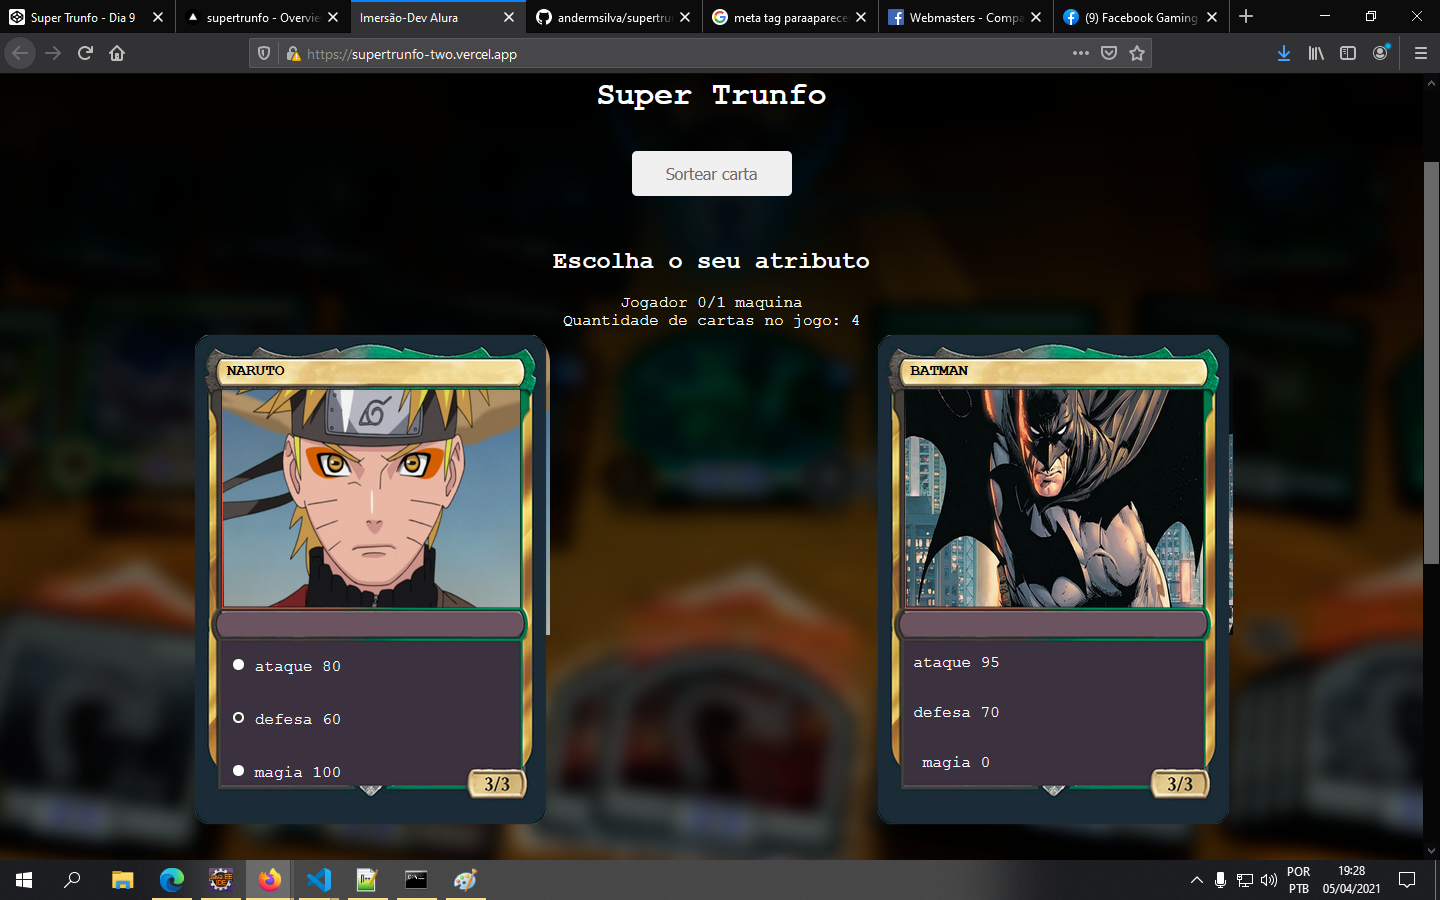 Super Trunfo - Dia 9
supertrunfo - Overvie
Imersão-Dev Alura
andermsilva/supertru
meta tag paraaparece
Webmasters - Compa
(9) Facebook Gaming
https://supertrunfo-two.vercel.app
Super Trunfo
Sortear carta
Escolha o seu atributo
Jogador 0/1 maquina
Quantidade de cartas no jogo: 4
NARUTO
ataque 80
defesa 60
magia 100
3/3
BATMAN
ataque 95
defesa 70
magia 0
3/3
POR
PTB
19:28
05/04/2021